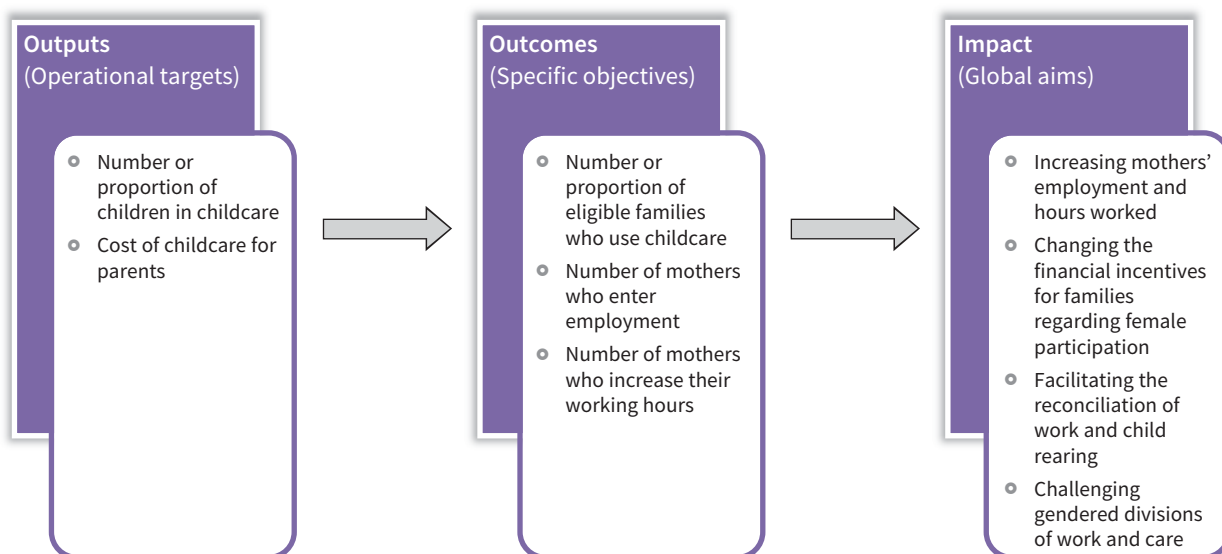 Outputs
(Operational targets)
Number or
proportion of
children in childcare
Cost of childcare for
parents
Outcomes
(Specific objectives)
Number or
proportion of
eligible families
who use childcare
Number of mothers
who enter
employment
Number of mothers
who increase their
working hours
Impact
(Global aims)
Increasing mothers’
employment and
hours worked
Changing the
financial incentives
for families
regarding female
participation
Facilitating the
reconciliation of
work and child
rearing
Challenging
gendered divisions
of work and care